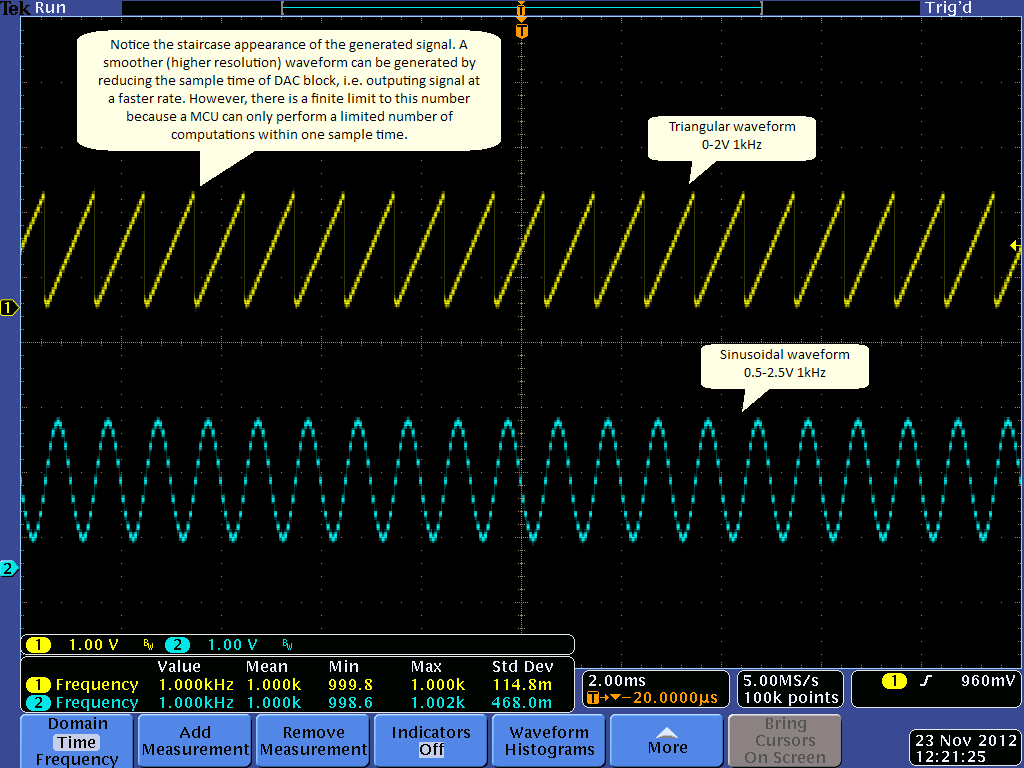 Tek Run
Trig'd
T
T
Notice the staircase appearance of the generated signal. A
smoother (higher resolution) waveform can be generated by
reducing the sample time of DAC block, i.e. outputing signal at
a faster rate. However, there is a finite limit to this number
because a MCU can only perform a limited number of
computations within one sample time.
Triangular waveform
0-2V 1kHz
1
Sinusoidal waveform
0.5-2.5V 1kHz
2
1 1.00 V BW 2 1.00 V BW
Value Mean Min Max Std Dev
1 Frequency 1.000kHz 1.000k 999.8 1.000k 114.8m
2 Frequency 1.000kHz 1.000k 998.6 1.002k 468.0m
2.00ms
T→▼−20.0000µs
5.00MS/s
100k points
1 960mV
Domain
Time
Frequency
Add
Measurement
Remove
Measurement
Indicators
Off
Waveform
Histograms
More
Bring
Cursors
On Screen
23 Nov 2012
12:21:25